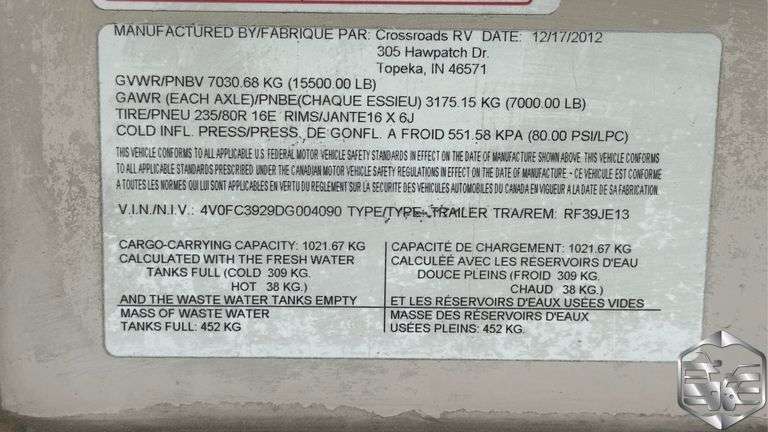 MANUFACTURED BY/FABRIQUE PAR: Crossroads RV DATE: 12/17/2012
305 Hawpatch Dr.
Topeka, IN 46571
GVWR/PNBV 7030.68 KG (15500.00 LB)
GAWR (EACH AXLE)/PNBE(CHAQUE ESSIEU) 3175.15 KG (7000.00 LB)
TIRE/PNEU 235/80R 16E RIMS/JANTE16 X 6J
COLD INFL. PRESS/PRESS. DE GONFL. A FROID 551.58 KPA (80.00 PSI/LPC)
THIS VEHICLE CONFORMS TO ALL APPLICABLE U.S. FEDERAL MOTOR VEHICLE SAFETY STANDARDS IN EFFECT ON THE DATE OF MANUFACTURE SHOWN ABOVE. THIS VEHICLE CONFORMS
TO ALL APPLICABLE STANDARDS PRESCRIBED UNDER THE CANADIAN MOTOR VEHICLE SAFETY REGULATIONS IN EFFECT ON THE DATE OF MANUFACTURE - CE VEHICULE EST CONFORME
A TOUTES LES NORMES QUI LUI SONT APPLICABLES EN VERTU DU REGLEMENT SUR LA SECURITE DES VEHICULES AUTOMOBILES DU CANADA EN VIGUEUR A LA DATE DE SA FABRICATION.
V.I.N./N.I.V.: 4V0FC3929DG004090 TYPE/TYPE: TRAILER TRA/REM: RF39JE13
CARGO-CARRYING CAPACITY: 1021.67 KG
CALCULATED WITH THE FRESH WATER
TANKS FULL (COLD 309 KG.
HOT 38 KG.)
AND THE WASTE WATER TANKS EMPTY
MASS OF WASTE WATER
TANKS FULL: 452 KG
CAPACITÉ DE CHARGEMENT: 1021.67 KG
CALCULÉE AVEC LES RÉSERVOIRS D'EAU
DOUCE PLEINS (FROID 309 KG.
CHAUD 38 KG.)
ET LES RÉSERVOIRS D'EAUX USÉES VIDES
MASSE DES RÉSERVOIRS D'EAUX
USÉES PLEINS: 452 KG.